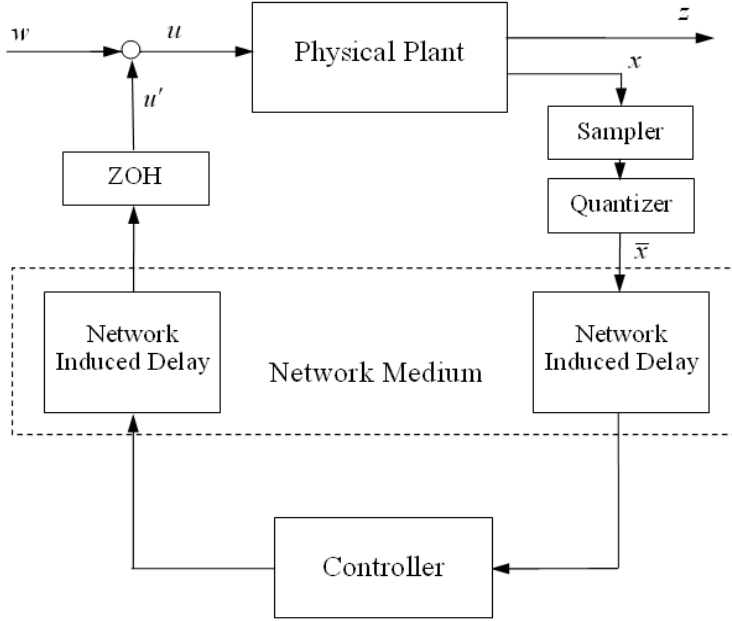 w
u
Physical Plant
z
x
u′
Sampler
ZOH
Quantizer
x̅
Network
Induced Delay
Network Medium
Network
Induced Delay
Controller